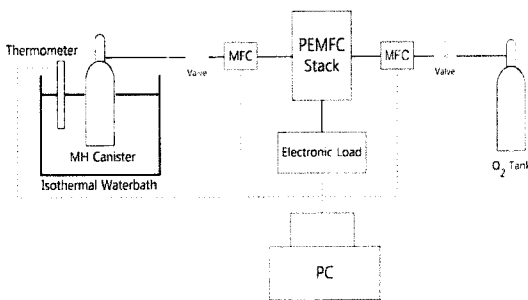 Thermometer
MFC
Valve
PEMFC
Stack
MFC
Valve
MH Canister
Electronic Load
Isothermal Waterbath
O2 Tank
PC